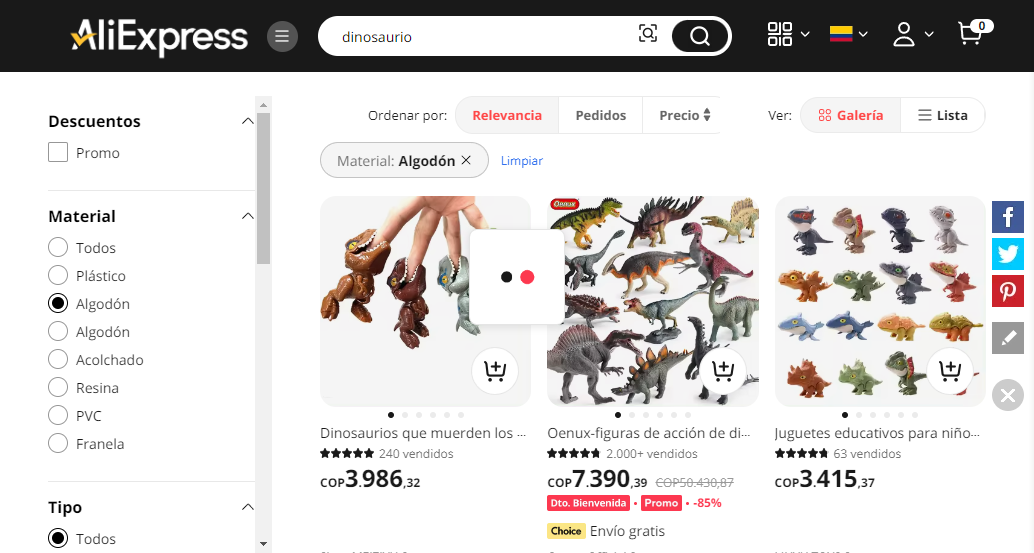 AliExpress
dinosaurio
0
Descuentos
Promo
Material
Todos
Plástico
Algodón
Algodón
Acolchado
Resina
PVC
Franela
Tipo
Todos
Ordenar por: Relevancia Pedidos Precio
Ver: Galería Lista
Material: Algodón Limpiar
Oenux
Dinosaurios que muerden los ...
240 vendidos
COP3.986,32
Oenux-figuras de acción de di...
2.000+ vendidos
COP7.390,39 COP50.430,87
Dto. Bienvenida • Promo • -85%
Choice Envío gratis
Juguetes educativos para niño...
63 vendidos
COP3.415,37